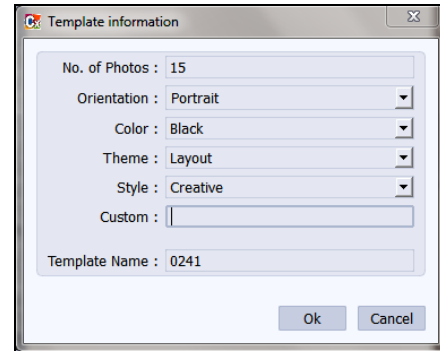 Template information
No. of Photos : 15
Orientation : Portrait
Color : Black
Theme : Layout
Style : Creative
Custom :
Template Name : 0241
Ok Cancel